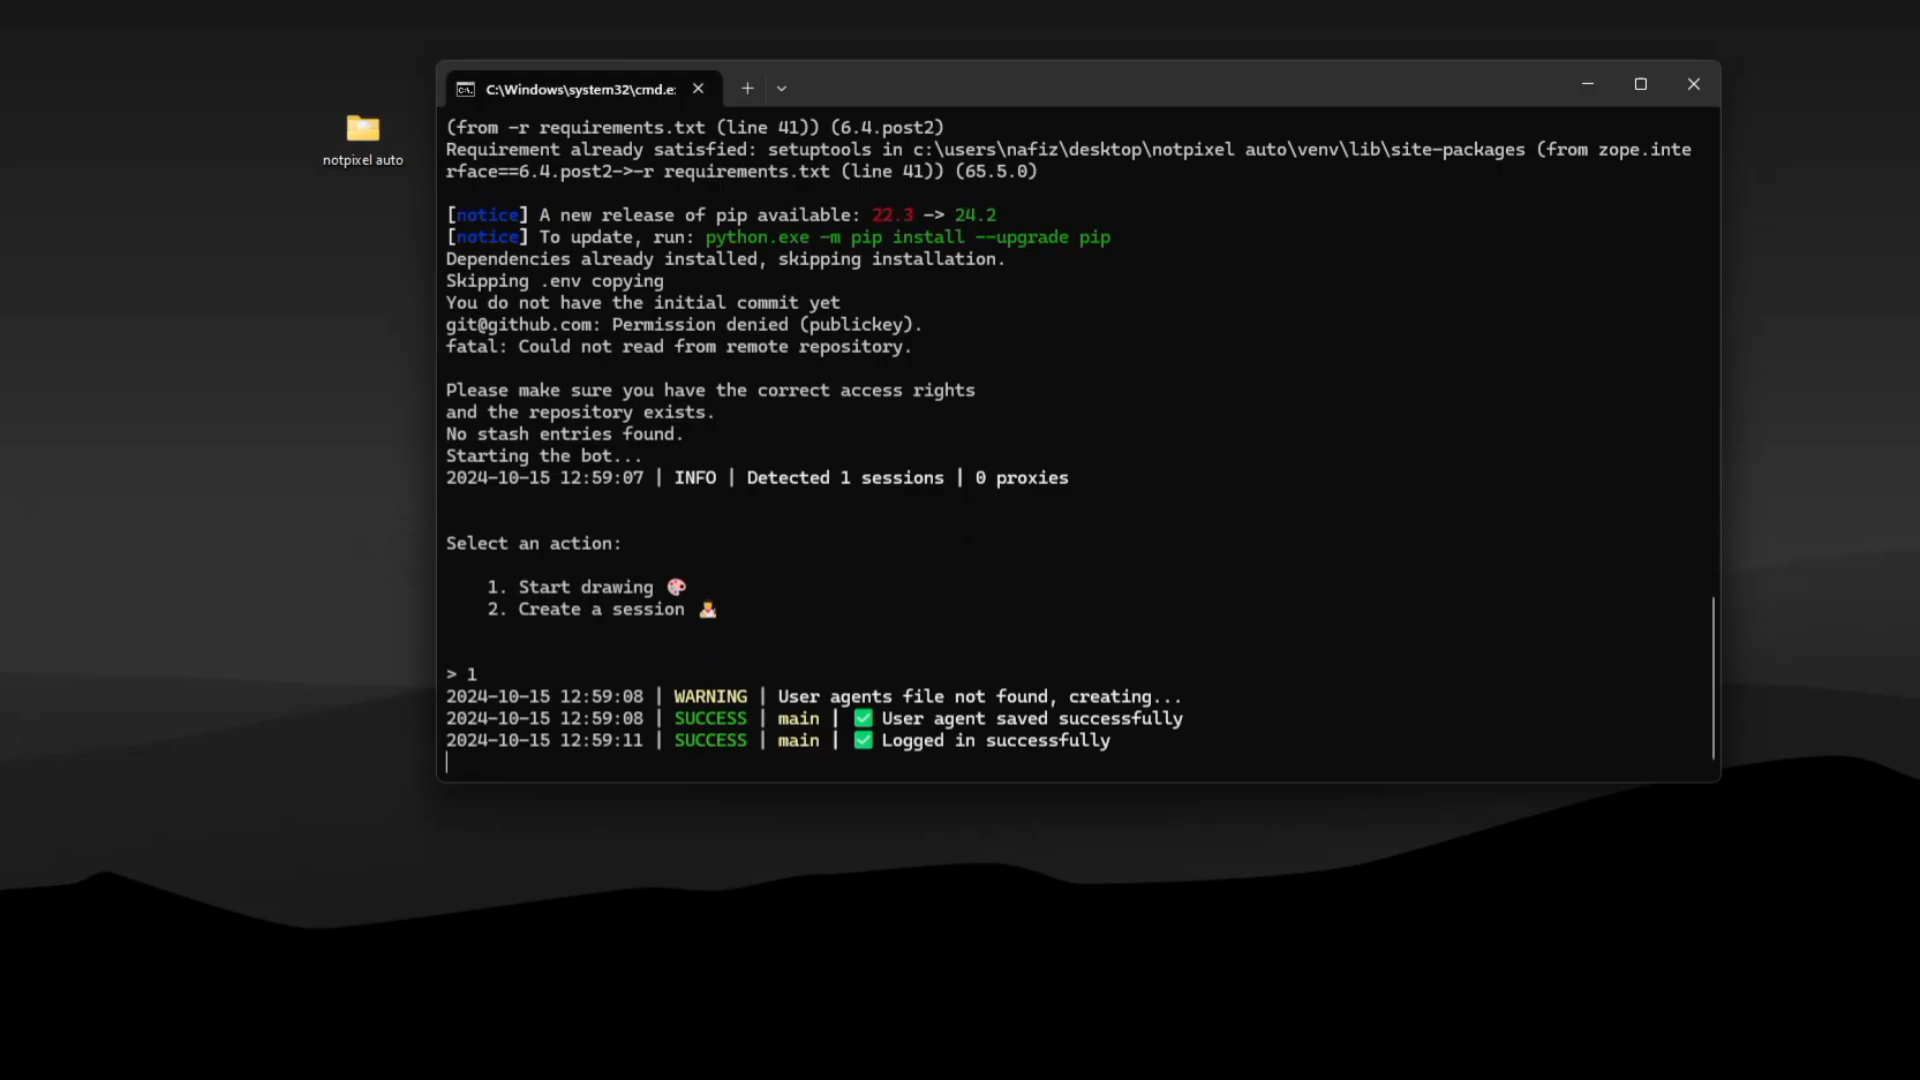 C:\Windows\system32\cmd.e
notpixel auto
(from -r requirements.txt (line 41)) (6.4.post2)
Requirement already satisfied: setuptools in c:\users\nafiz\desktop\notpixel auto\venv\lib\site-packages (from zope.inte
rface==6.4.post2->-r requirements.txt (line 41)) (65.5.0)
[notice] A new release of pip available: 22.3 -> 24.2
[notice] To update, run: python.exe -m pip install --upgrade pip
Dependencies already installed, skipping installation.
Skipping .env copying
You do not have the initial commit yet
git@github.com: Permission denied (publickey).
fatal: Could not read from remote repository.
Please make sure you have the correct access rights
and the repository exists.
No stash entries found.
Starting the bot...
2024-10-15 12:59:07 | INFO | Detected 1 sessions | 0 proxies
Select an action:
1. Start drawing 🎨
2. Create a session 👨‍🎨
> 1
2024-10-15 12:59:08 | WARNING | User agents file not found, creating...
2024-10-15 12:59:08 | SUCCESS | main | ✅ User agent saved successfully
2024-10-15 12:59:11 | SUCCESS | main | ✅ Logged in successfully